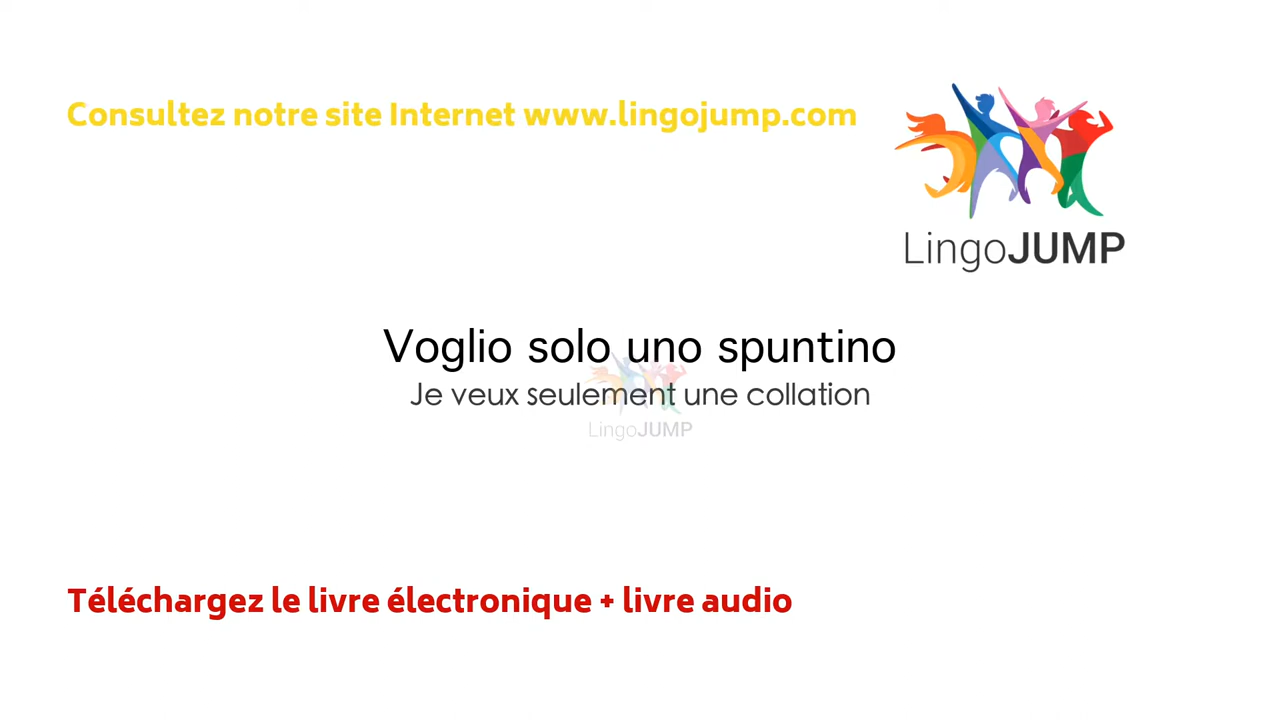 Consultez notre site Internet www.lingojump.com
LingoJUMP
Voglio solo uno spuntino
Je veux seulement une collation
LingoJUMP
Téléchargez le livre électronique + livre audio